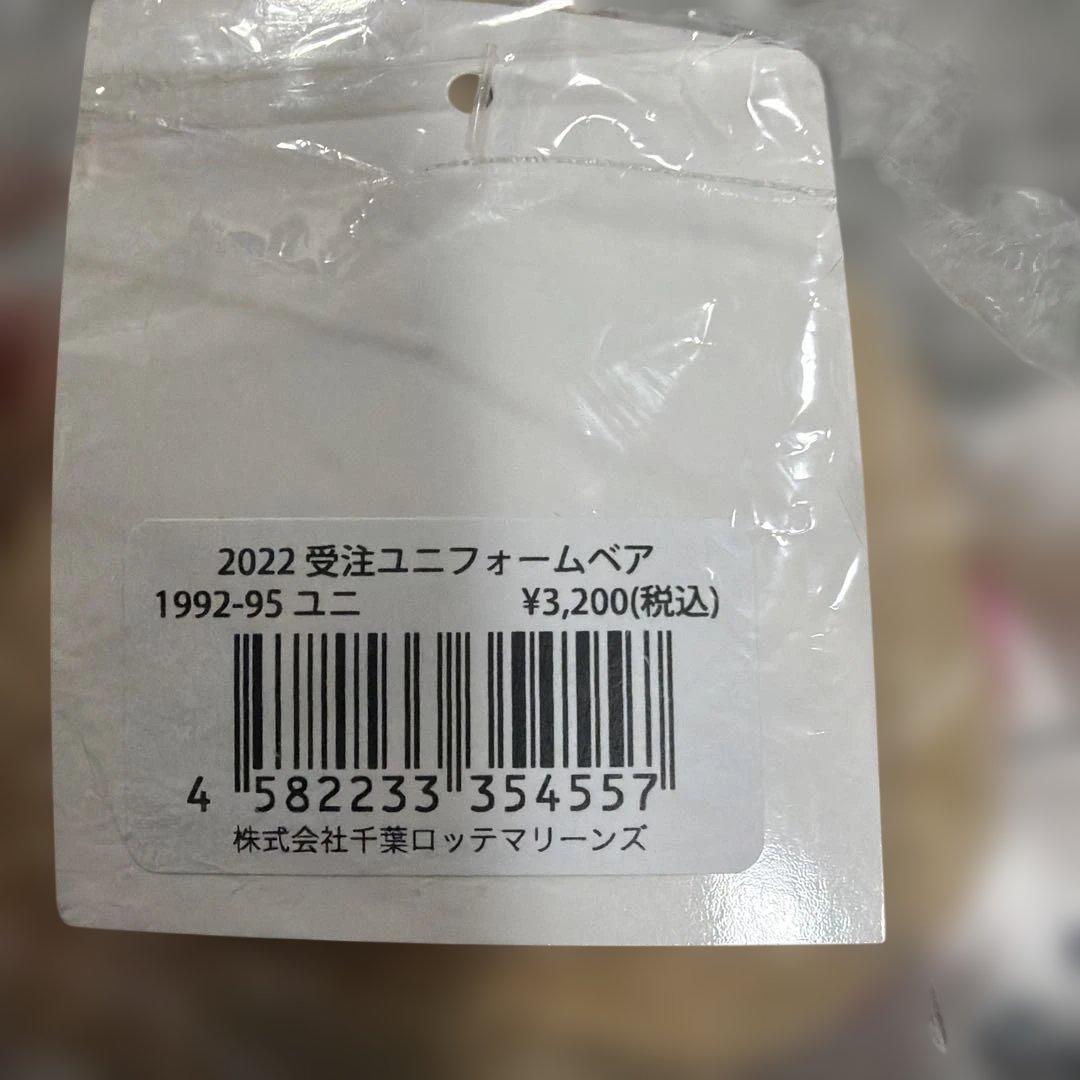 2022 受注ユニフォームベア
1992-95 ユニ ¥3,200(税込)
4 582233 354557
株式会社千葉ロッテマリーンズ